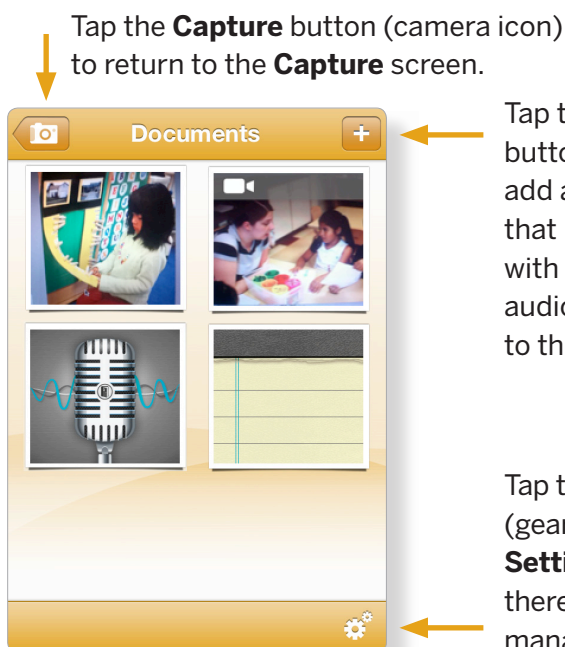 Tap the Capture button (camera icon)
to return to the Capture screen.
Documents
+
Tap
butto
add a
that
with
audio
to th
Tap
(gear
Setti
there
mana